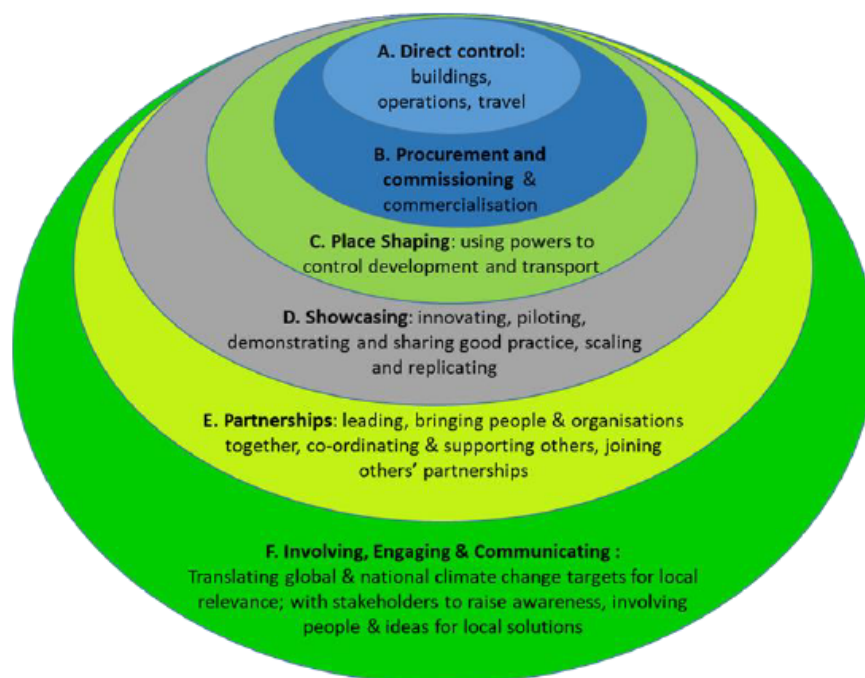 A. Direct control:
buildings,
operations, travel
B. Procurement and
commissioning &
commercialisation
C. Place Shaping: using powers to
control development and transport
D. Showcasing: innovating, piloting,
demonstrating and sharing good practice, scaling
and replicating
E. Partnerships: leading, bringing people & organisations
together, co-ordinating & supporting others, joining
others’ partnerships
F. Involving, Engaging & Communicating :
Translating global & national climate change targets for local
relevance; with stakeholders to raise awareness, involving
people & ideas for local solutions